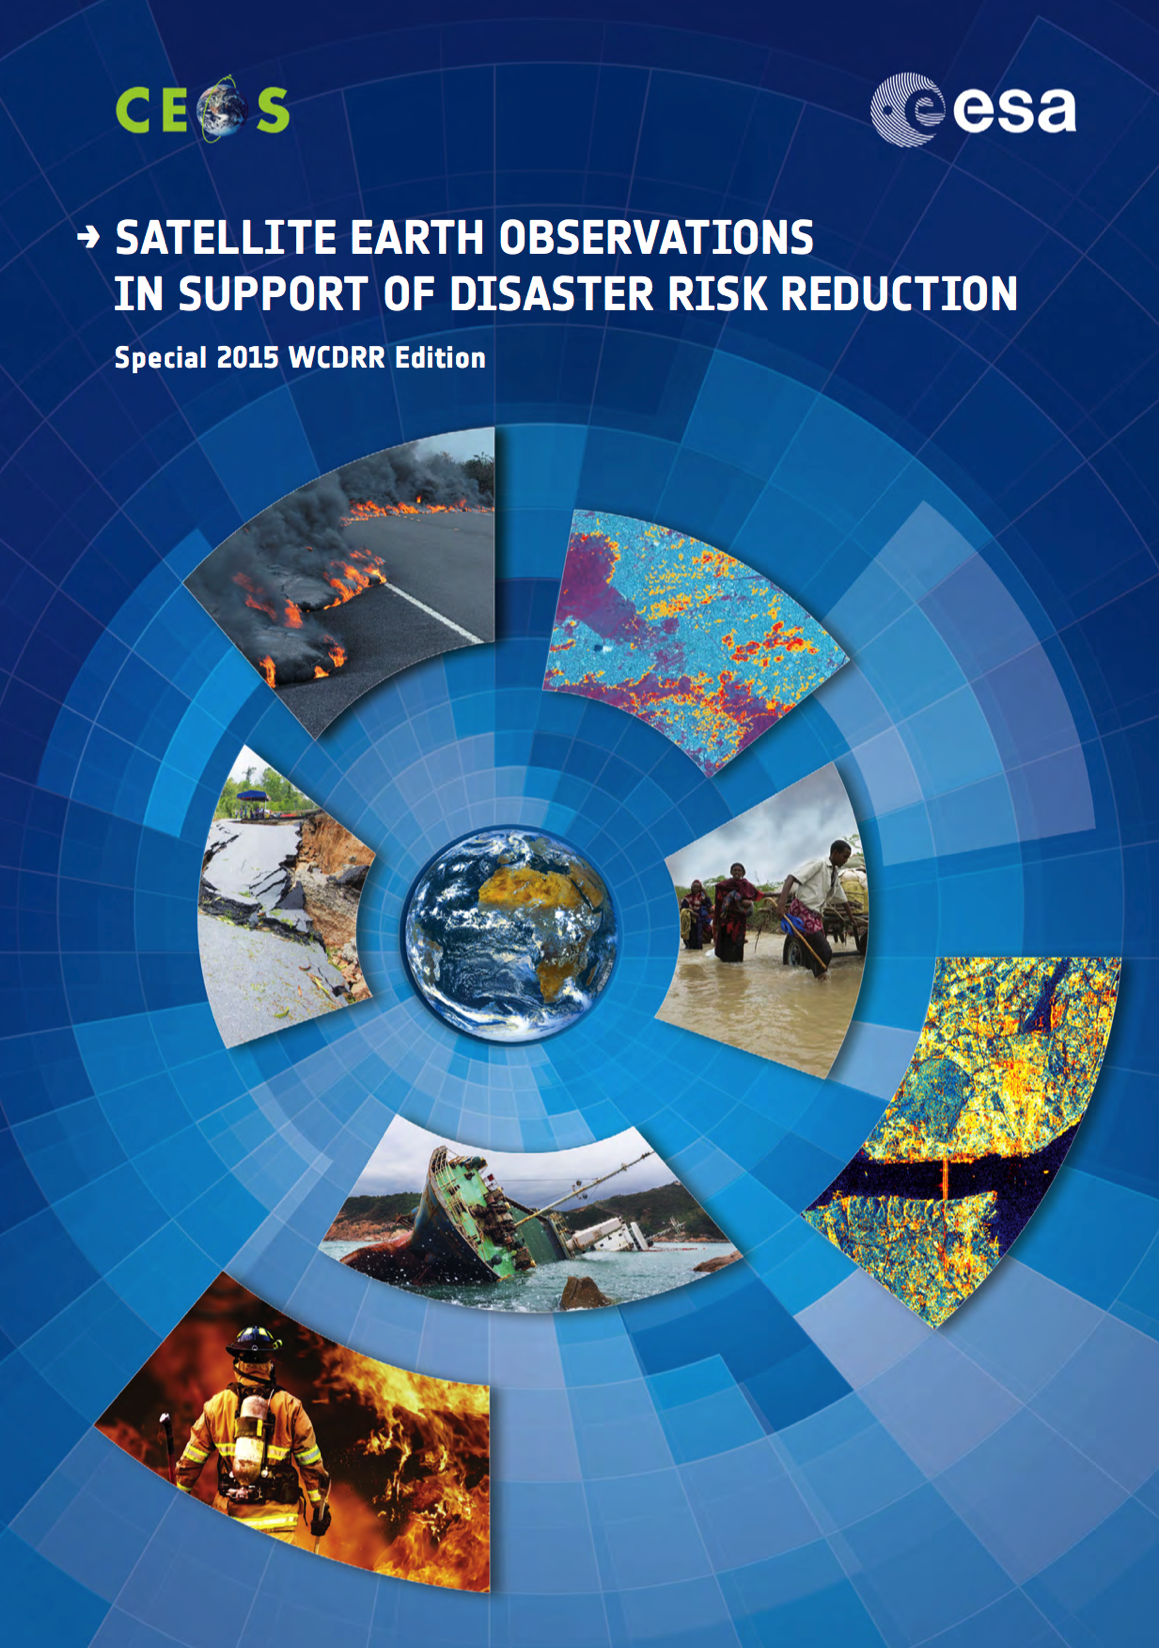 CEOS
esa
→ SATELLITE EARTH OBSERVATIONS
IN SUPPORT OF DISASTER RISK REDUCTION
Special 2015 WCDRR Edition